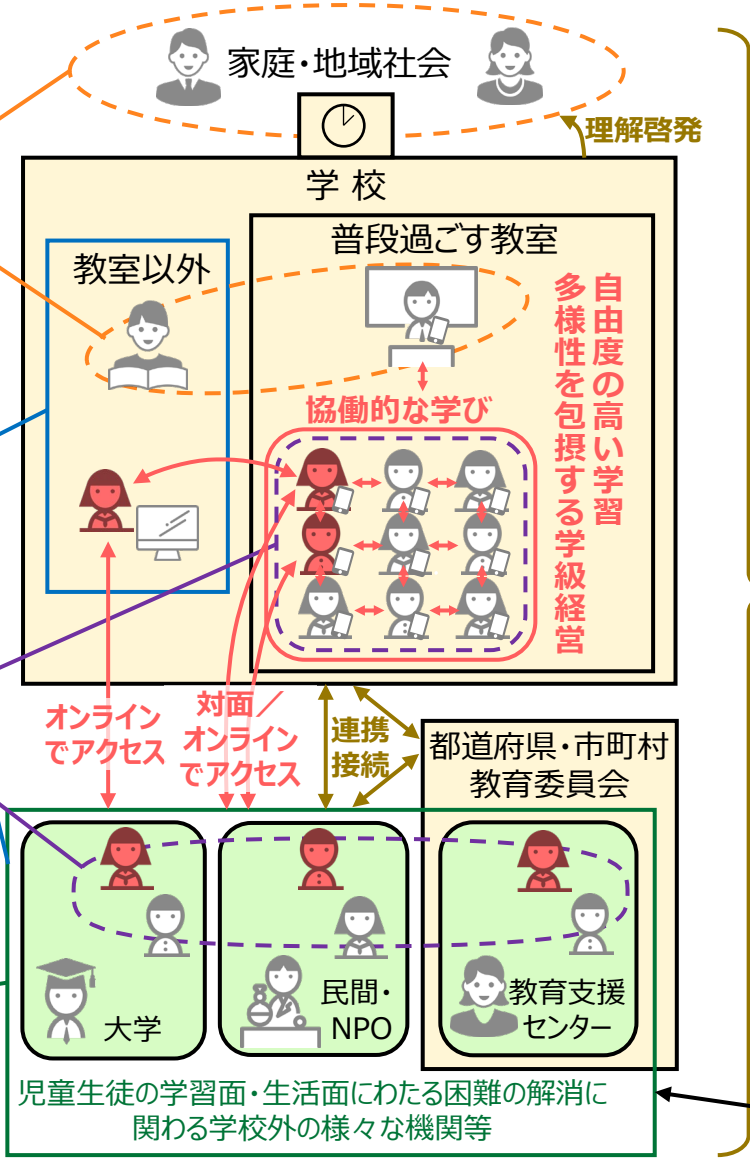 家庭・地域社会
理解啓発
学校
教室以外
普段過ごす教室
自由度の高い学習
多様性を包摂する学級経営
協働的な学び
オンライン
でアクセス
対面／
オンライン
でアクセス
連携
接続
都道府県・市町村
教育委員会
大学
民間・
NPO
教育支援
センター
児童生徒の学習面・生活面にわたる困難の解消に
関わる学校外の様々な機関等